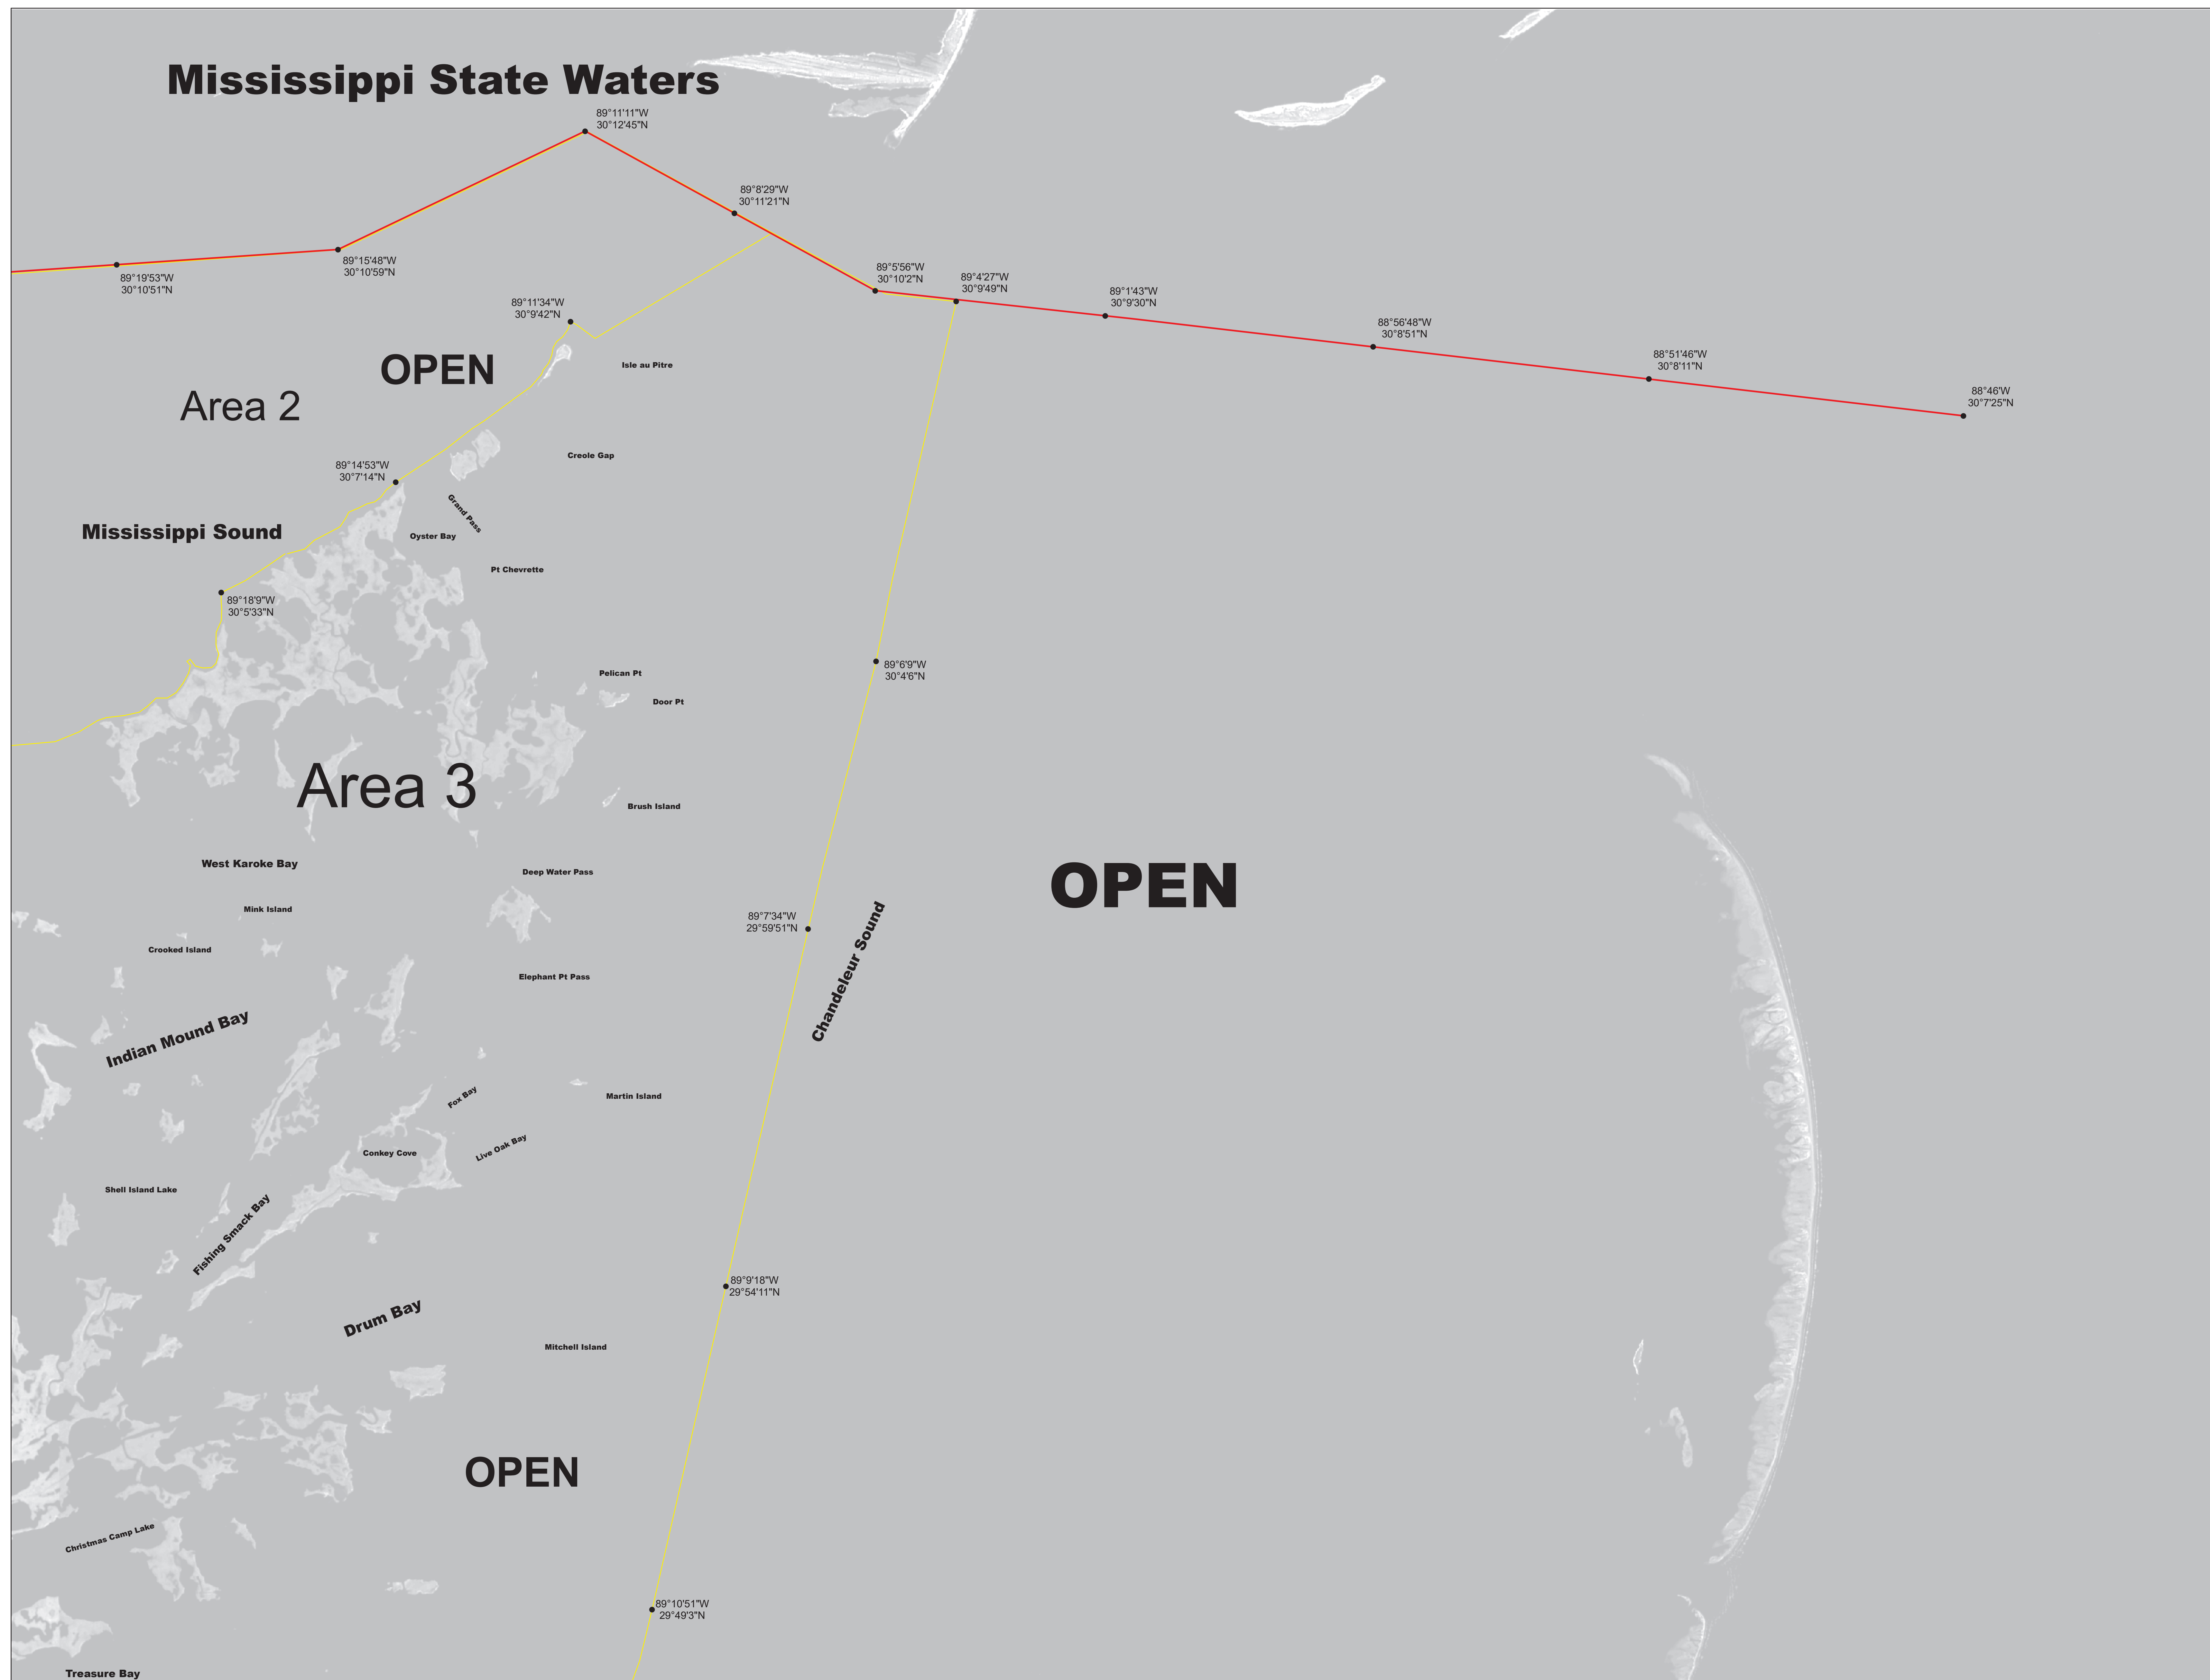 Mississippi State Waters
89°11'11"W
30°12'45"N
89°8'29"W
30°11'21"N
89°15'48"W
30°10'59"N
89°19'53"W
30°10'51"N
89°5'56"W
30°10'2"N
89°4'27"W
30°9'49"N
89°1'43"W
30°9'30"N
89°11'34"W
30°9'42"N
88°56'48"W
30°8'51"N
88°51'46"W
30°8'11"N
88°46'W
30°7'25"N
OPEN
Isle au Pitre
Area 2
Creole Gap
89°14'53"W
30°7'14"N
Grand Pass
Mississippi Sound
Oyster Bay
Pt Chevrette
89°18'9"W
30°5'33"N
89°6'9"W
30°4'6"N
Pelican Pt
Door Pt
Area 3
Brush Island
West Karoke Bay
Deep Water Pass
OPEN
Mink Island
89°7'34"W
29°59'51"N
Crooked Island
Chandeleur Sound
Elephant Pt Pass
Indian Mound Bay
Fox Bay
Martin Island
Live Oak Bay
Conkey Cove
Shell Island Lake
Fishing Smack Bay
89°9'18"W
29°54'11"N
Drum Bay
Mitchell Island
OPEN
Christmas Camp Lake
89°10'51"W
29°49'3"N
Treasure Bay